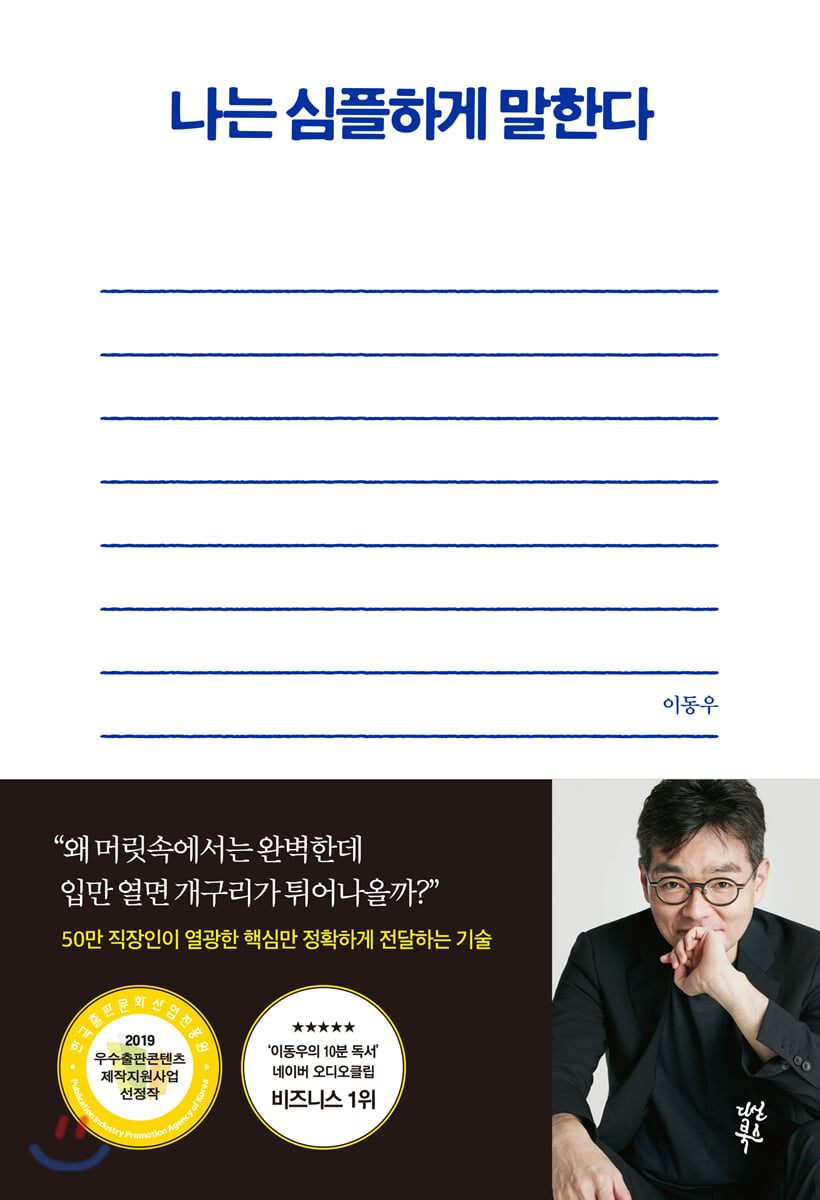 나는 심플하게 말한다
이동우
“왜 머릿속에서는 완벽한데
입만 열면 개구리가 튀어나올까?”
50만 직장인이 열광한 핵심만 정확하게 전달하는 기술
한국출판문화산업진흥원
2019
우수출판콘텐츠
제작지원사업
선정작
Publication Industry Promotion Agency of Korea
★★★★★
‘이동우의 10분 독서’
네이버 오디오클립
비즈니스 1위
다산
북스